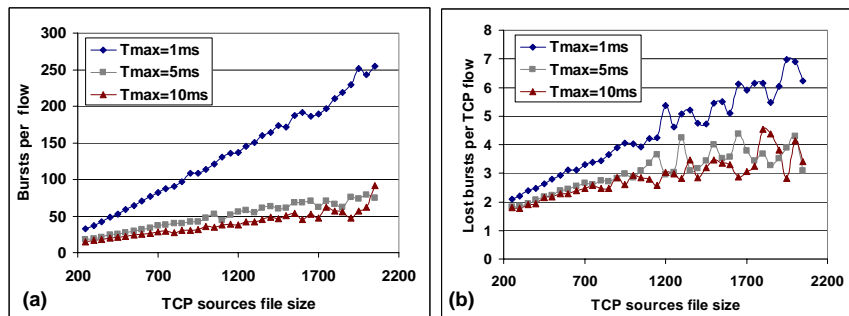 300
250
200
150
100
50
0
Bursts per flow
Tmax=1ms
Tmax=5ms
Tmax=10ms
200
700
1200
1700
2200
(a)
TCP sources file size
8
7
6
5
4
3
2
1
0
Lost bursts per TCP flow
Tmax=1ms
Tmax=5ms
Tmax=10ms
200
700
1200
1700
2200
(b)
TCP sources file size